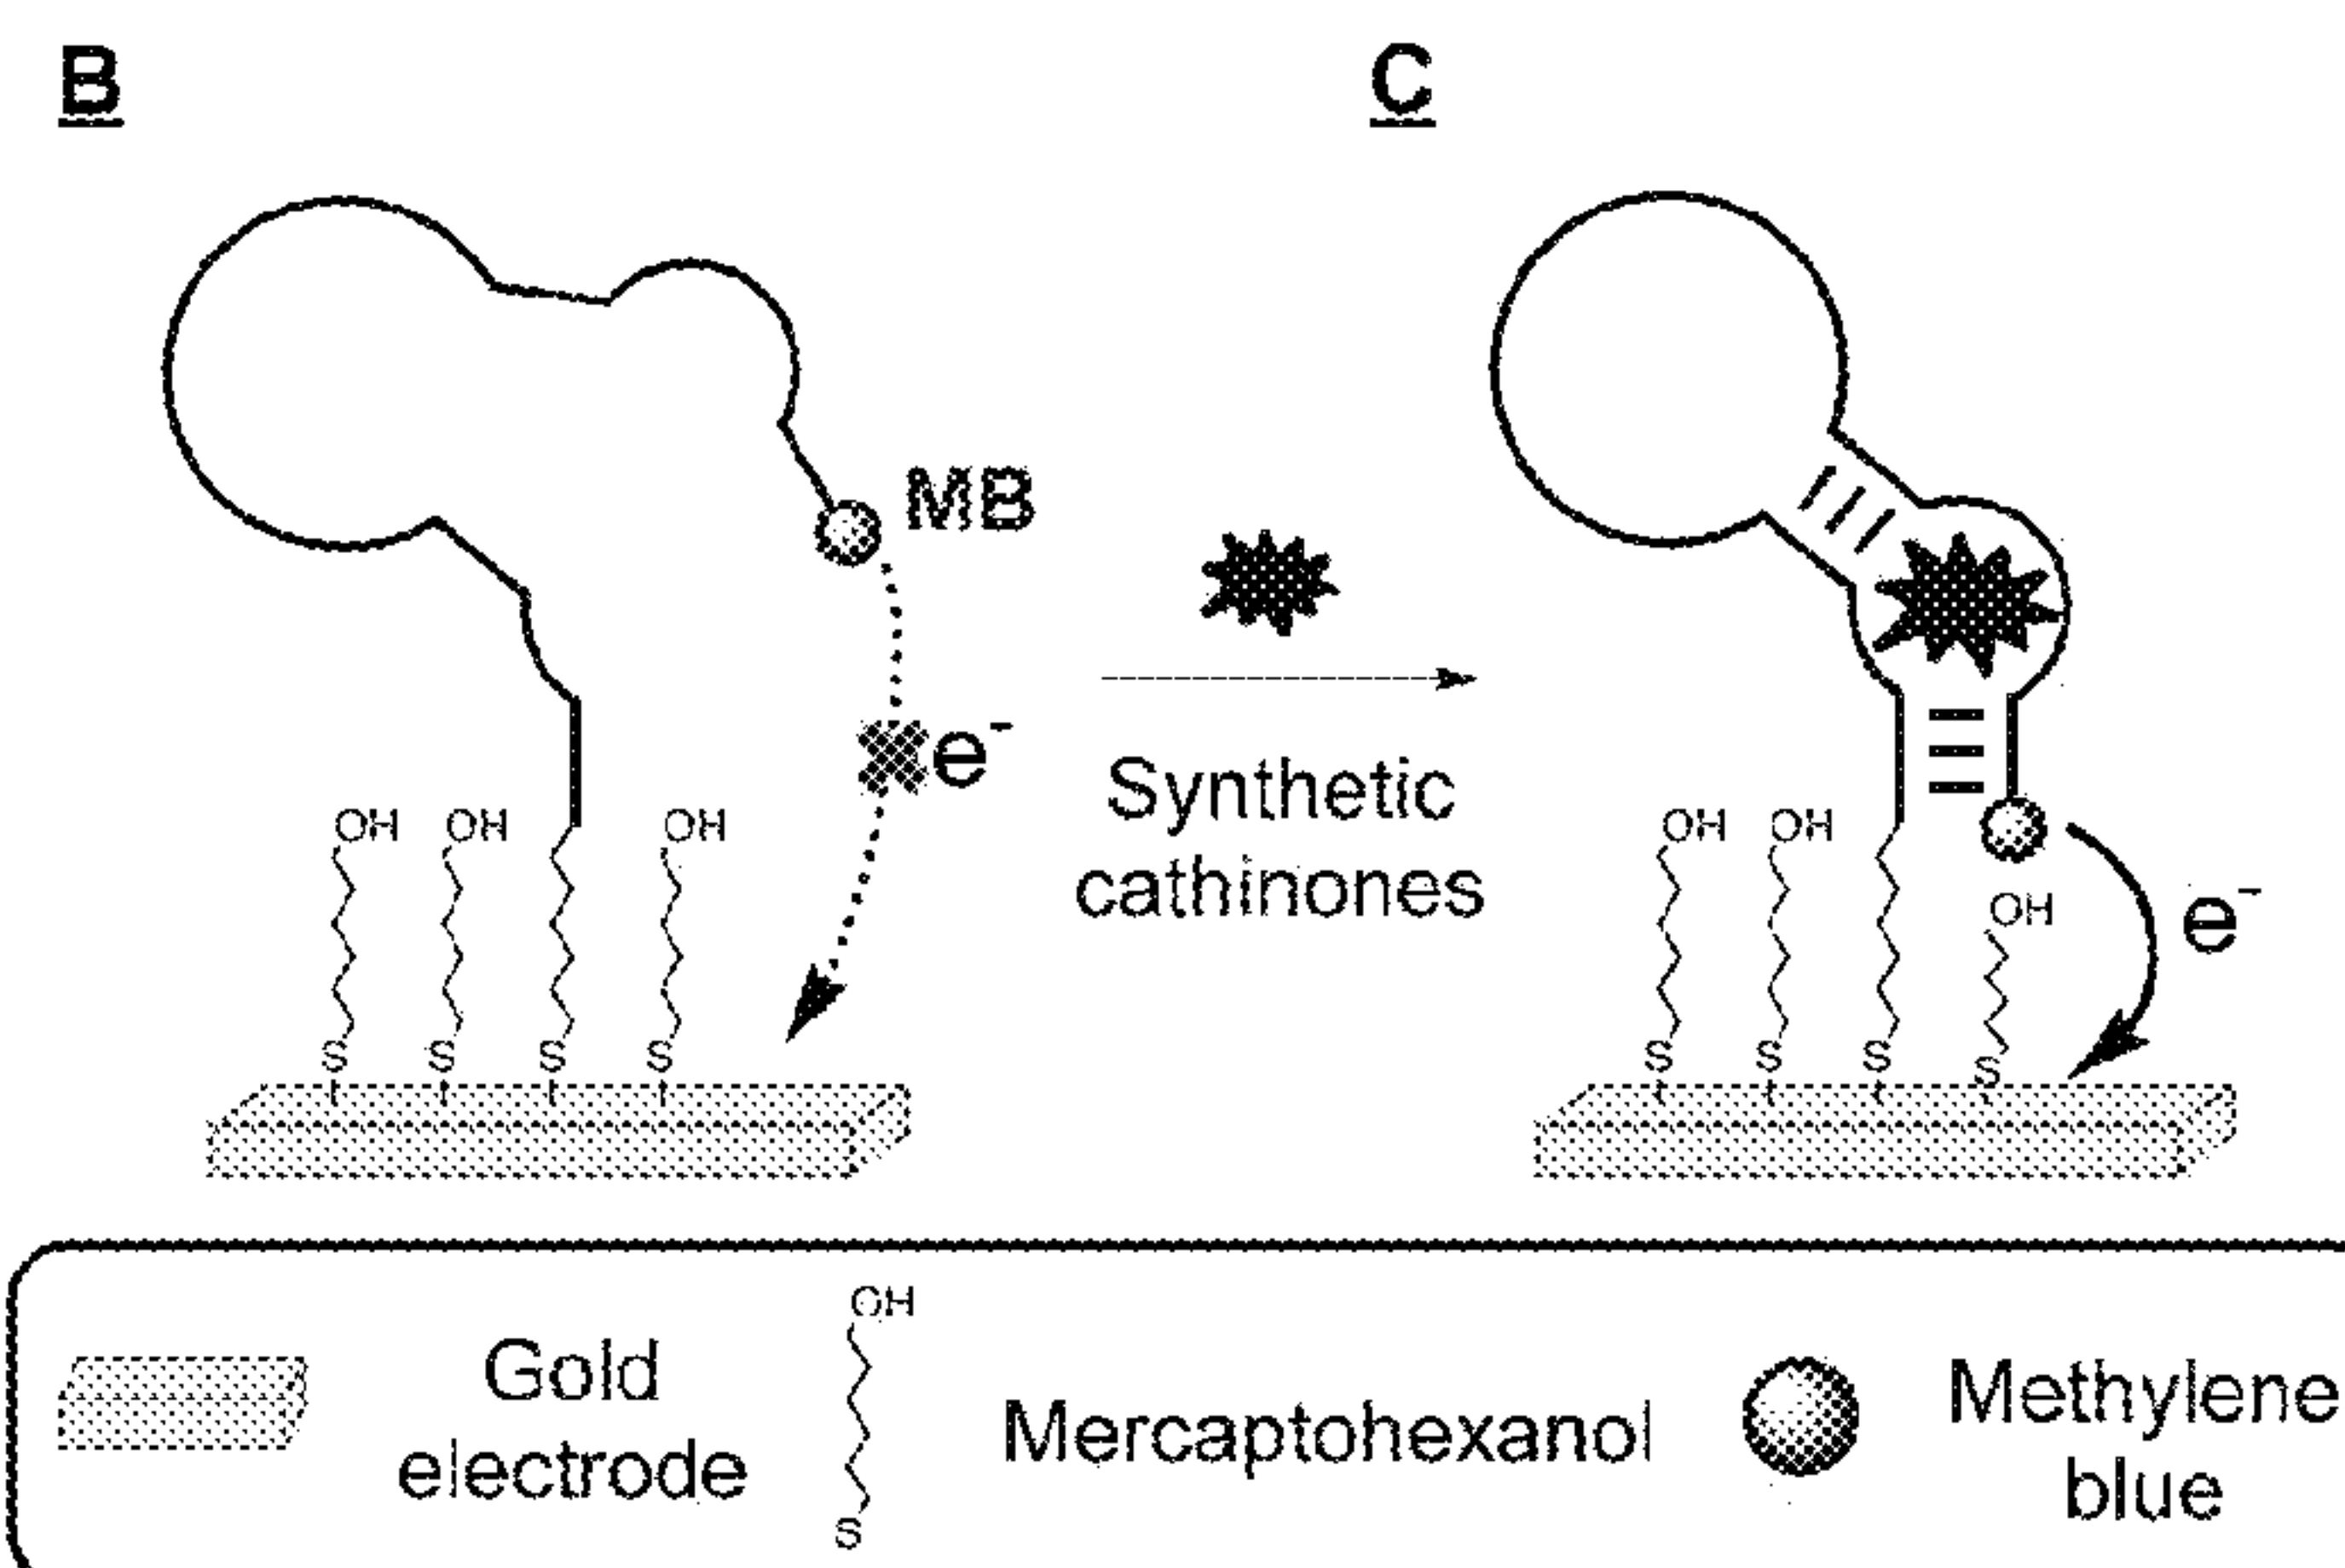 B
C
MB
e⁻
Synthetic
cathinones
OH OH OH
OH OH
OH
e⁻
S S S S
S S S S
Gold
electrode
OH
S
Mercaptohexanol
Methylene
blue